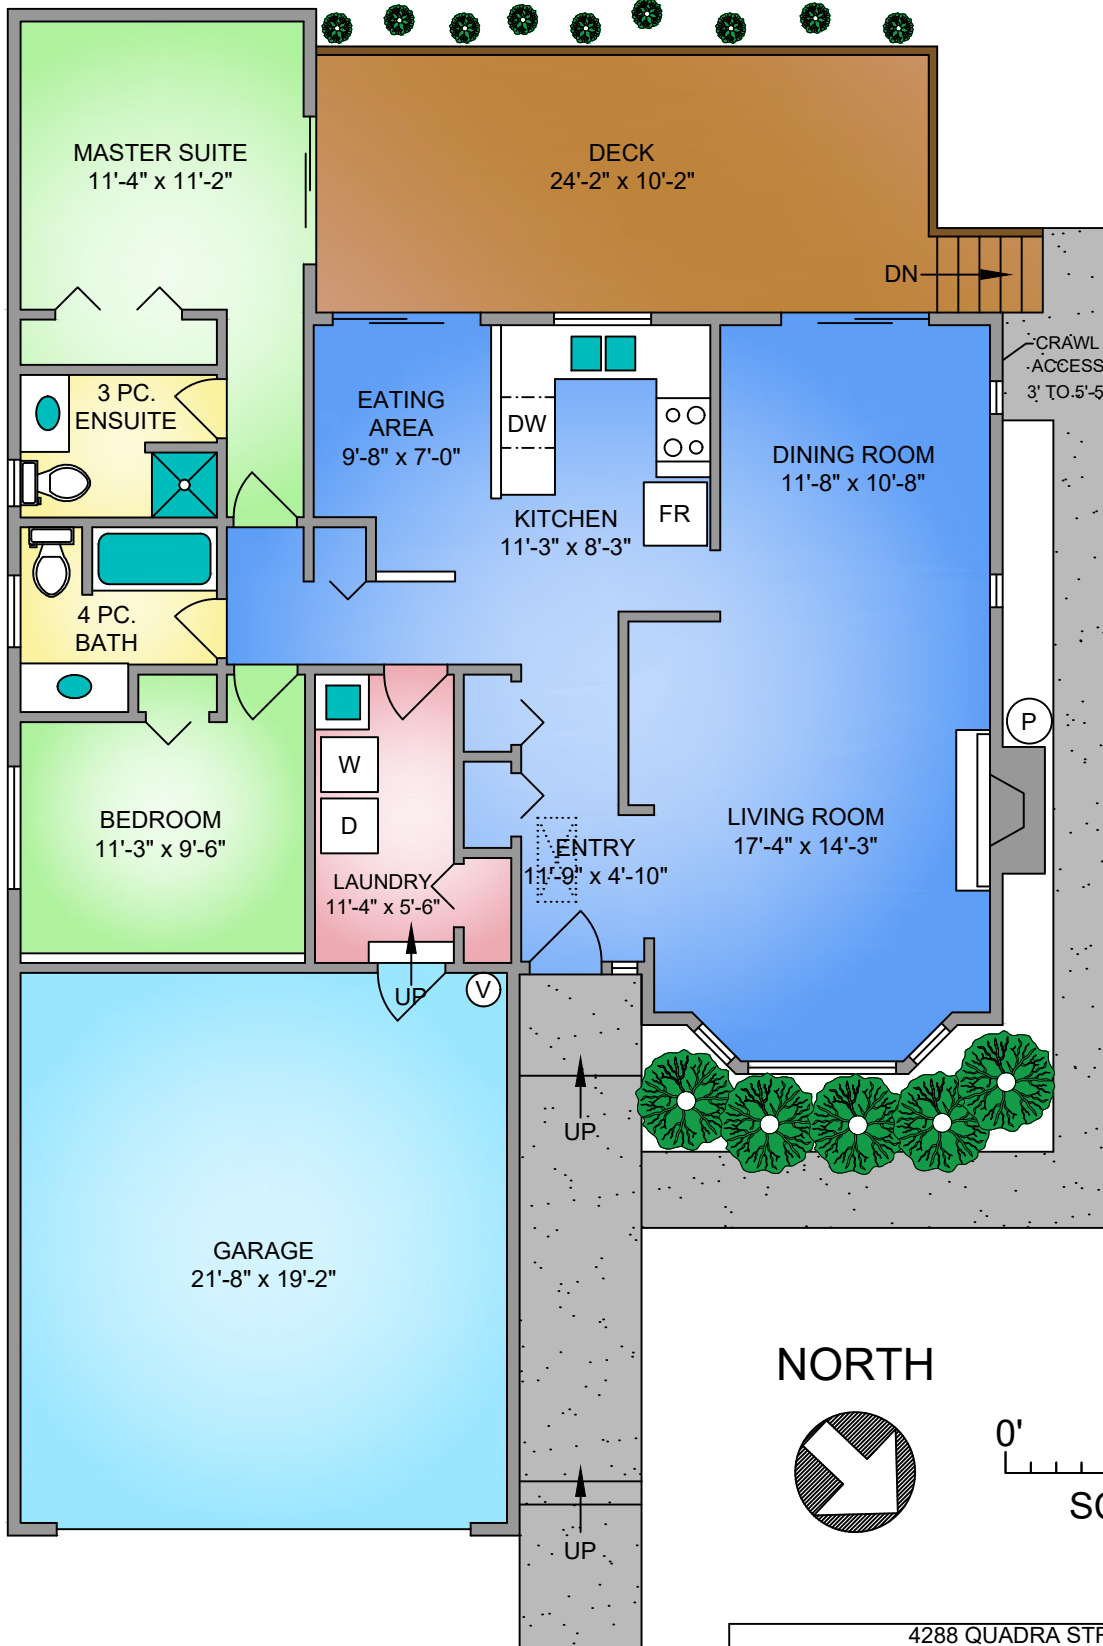 MASTER SUITE
11'-4" x 11'-2"
DECK
24'-2" x 10'-2"
DN
CRAWL
ACCESS
3' TO 5'-5
3 PC.
ENSUITE
EATING
AREA
9'-8" x 7'-0"
DW
FR
KITCHEN
11'-3" x 8'-3"
DINING ROOM
11'-8" x 10'-8"
4 PC.
BATH
W
D
P
BEDROOM
11'-3" x 9'-6"
LAUNDRY
11'-4" x 5'-6"
ENTRY
11'-9" x 4'-10"
LIVING ROOM
17'-4" x 14'-3"
UP
V
UP
GARAGE
21'-8" x 19'-2"
UP
NORTH
0'
SC
4288 QUADRA STR